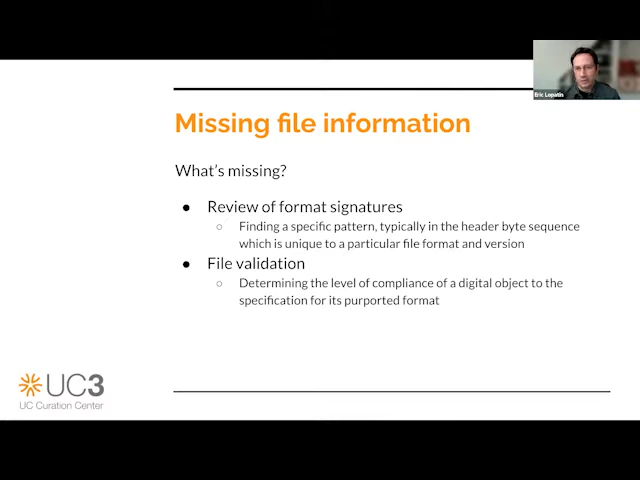 Eric Lopatin
Missing file information
What's missing?
● Review of format signatures
○ Finding a specific pattern, typically in the header byte sequence
which is unique to a particular file format and version
● File validation
○ Determining the level of compliance of a digital object to the
specification for its purported format
UC3
UC Curation Center